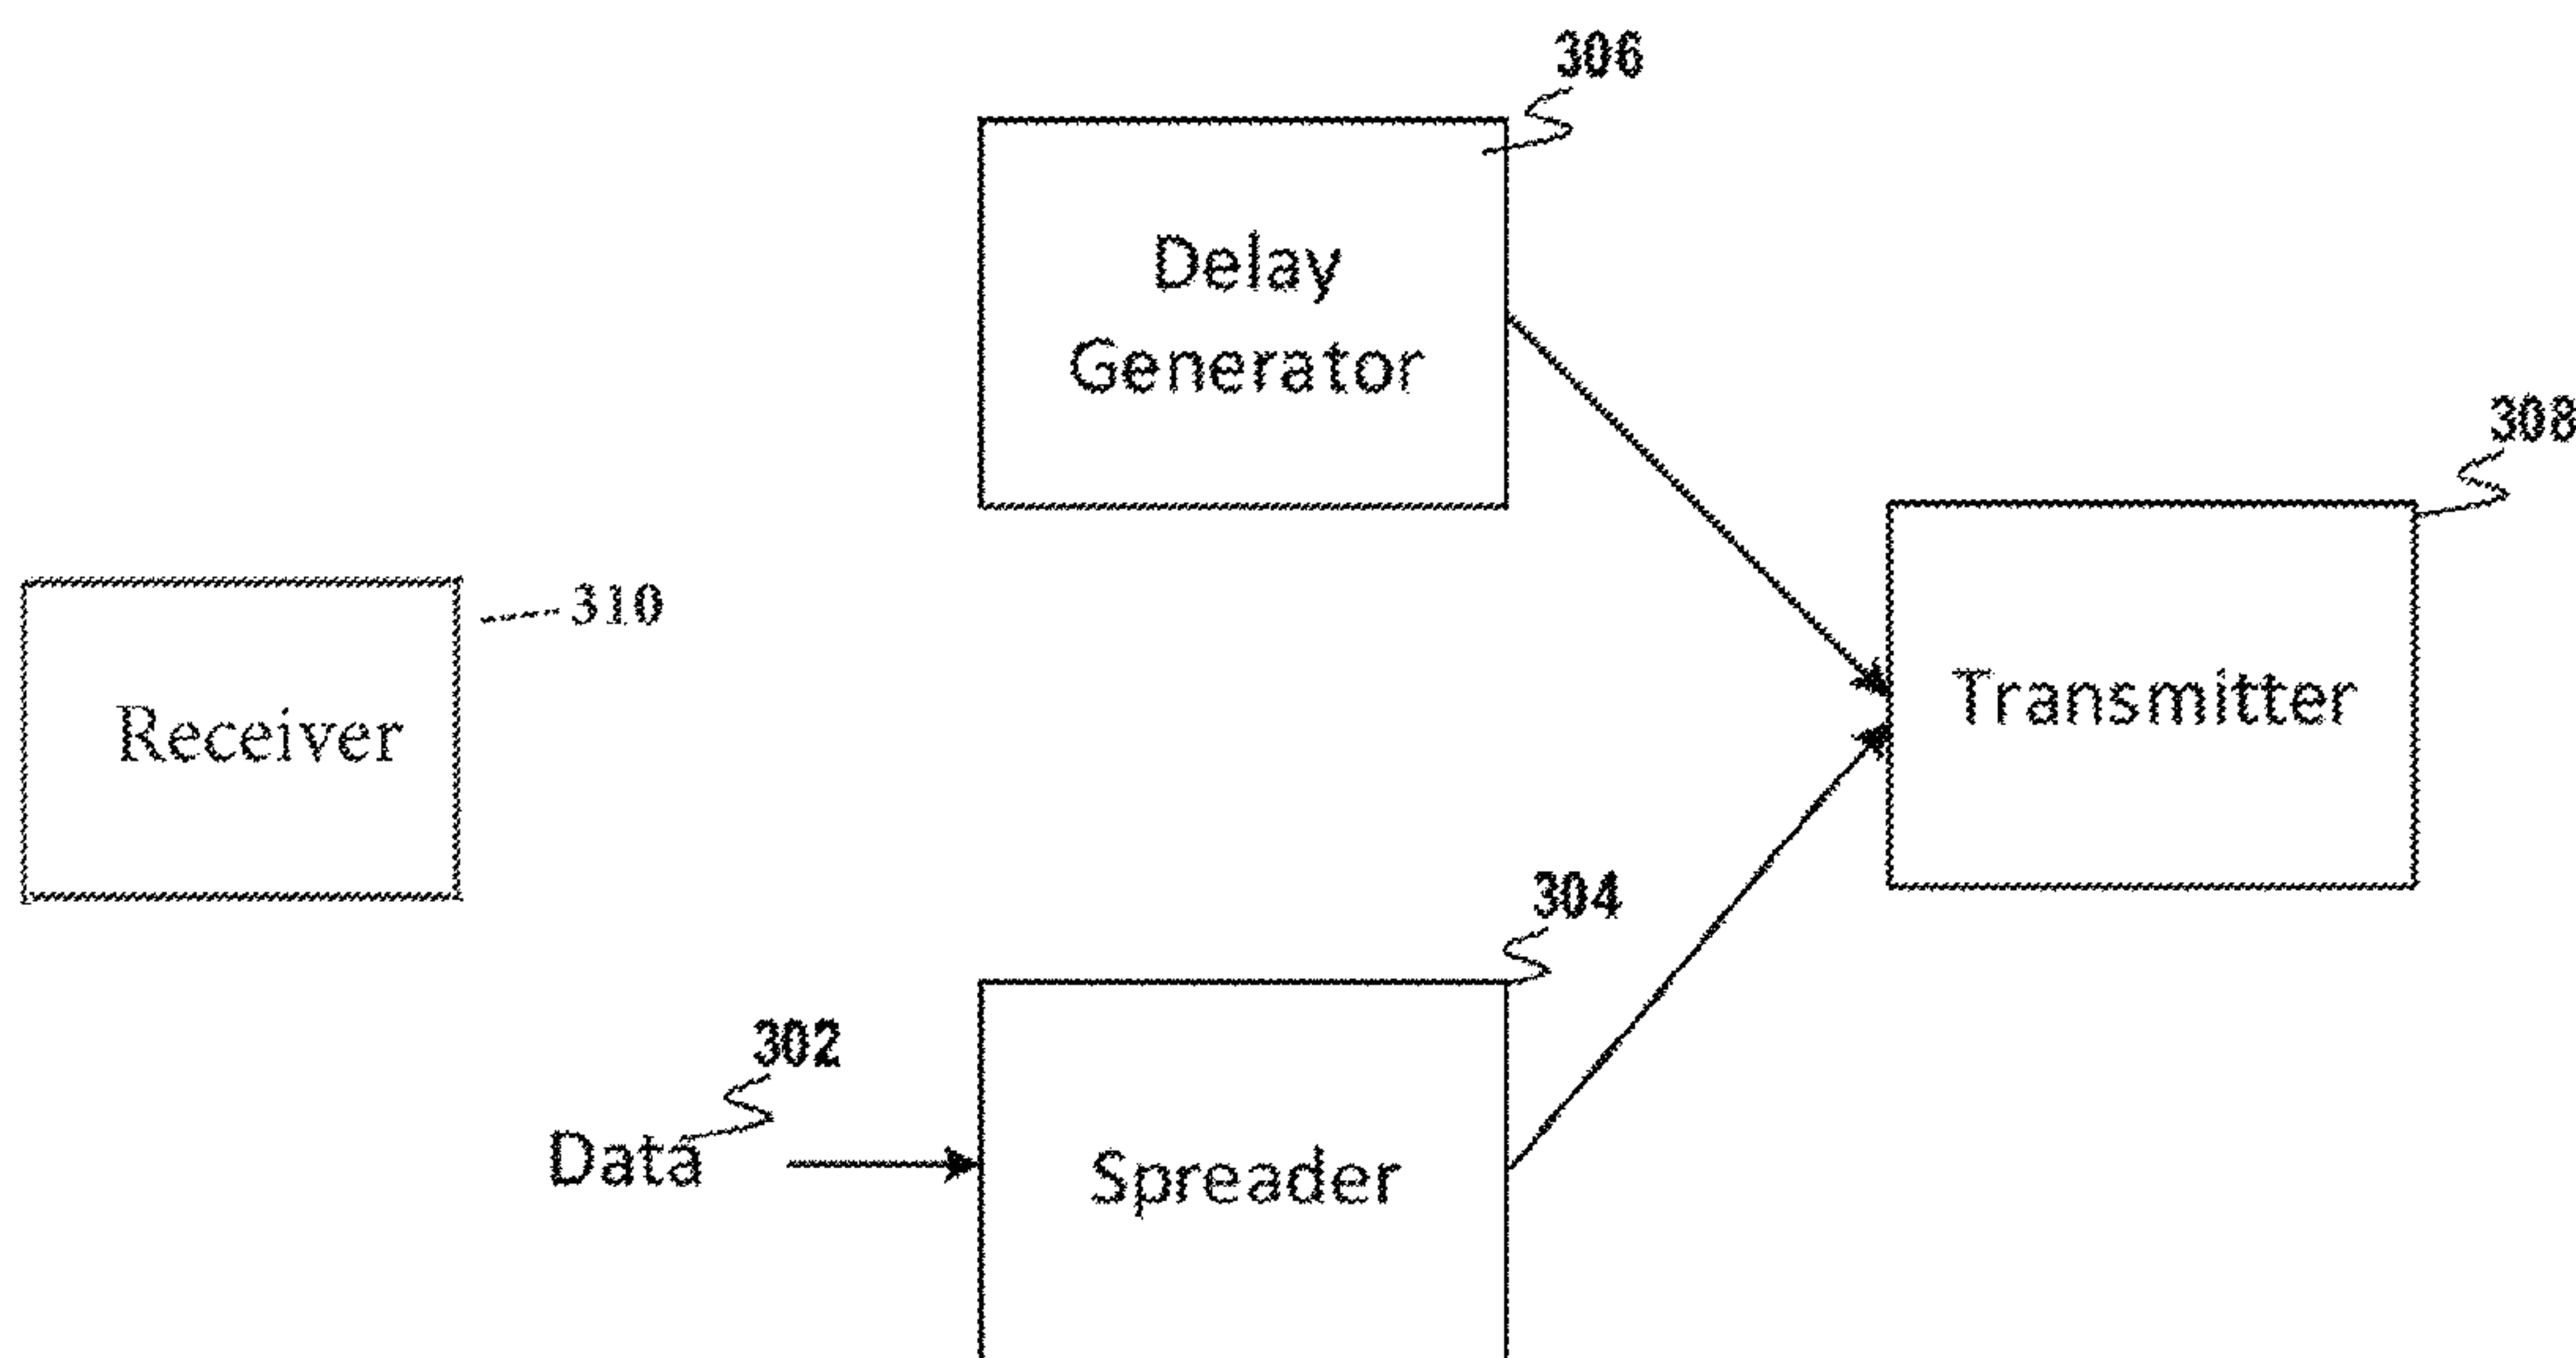 306
Delay
Generator
308
310
Receiver
Transmitter
304
302
Data
Spreader